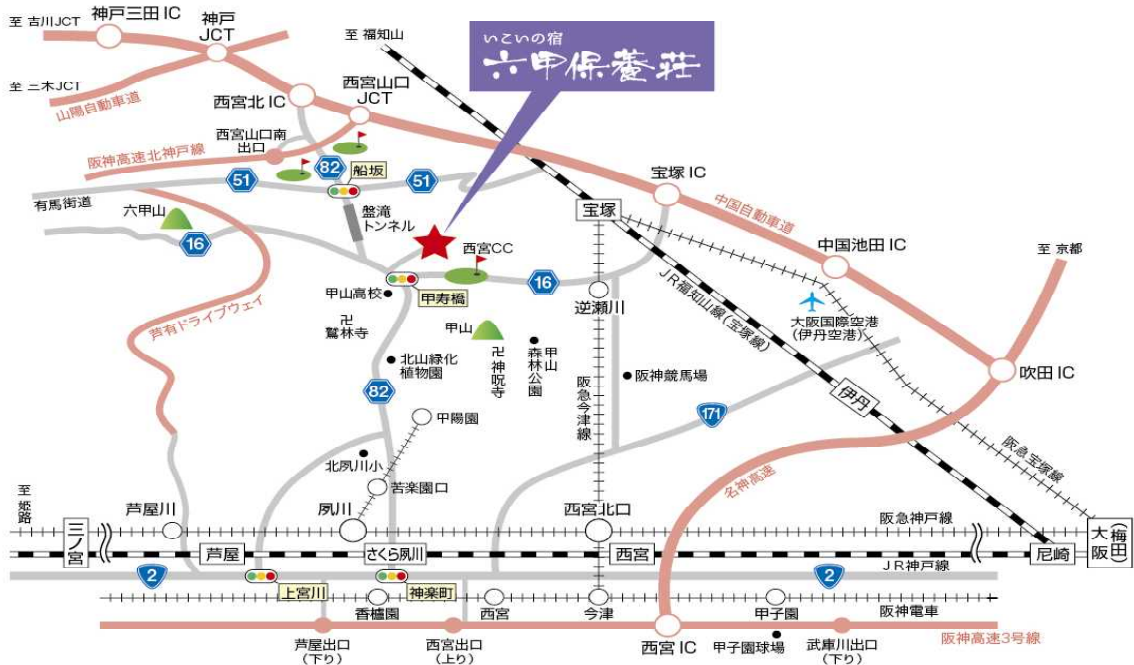 至 吉川JCT
神戸三田 IC
神戸
JCT
至 福知山
いこいの宿
六甲保養荘
至 三木JCT
山陽自動車道
西宮北 IC
西宮山口
JCT
西宮山口南
出口
阪神高速北神戸線
82
船坂
51
51
有馬街道
六甲山
16
盤滝
トンネル
西宮CC
16
甲山高校
甲寿橋
宝塚 IC
宝塚
中国自動車道
中国池田 IC
至 京都
逆瀬川
JR福知山線(宝塚線)
大阪国際空港
(伊丹空港)
芦有ドライブウェイ
卍
鷲林寺
甲山
卍神呪寺
甲山
森林公園
北山緑化
植物園
82
阪急今津線
阪神競馬場
吹田 IC
伊丹
171
甲陽園
北夙川小
苦楽園口
名神高速
阪急宝塚線
至 姫路
芦屋川
夙川
西宮北口
阪急神戸線
三ノ宮
芦屋
さくら夙川
西宮
尼崎
大阪
(梅田)
JR神戸線
2
2
上宮川
神楽町
香櫨園
西宮
今津
甲子園
阪神電車
芦屋出口
(下り)
西宮出口
(上り)
西宮 IC
甲子園球場
武庫川出口
(下り)
阪神高速3号線